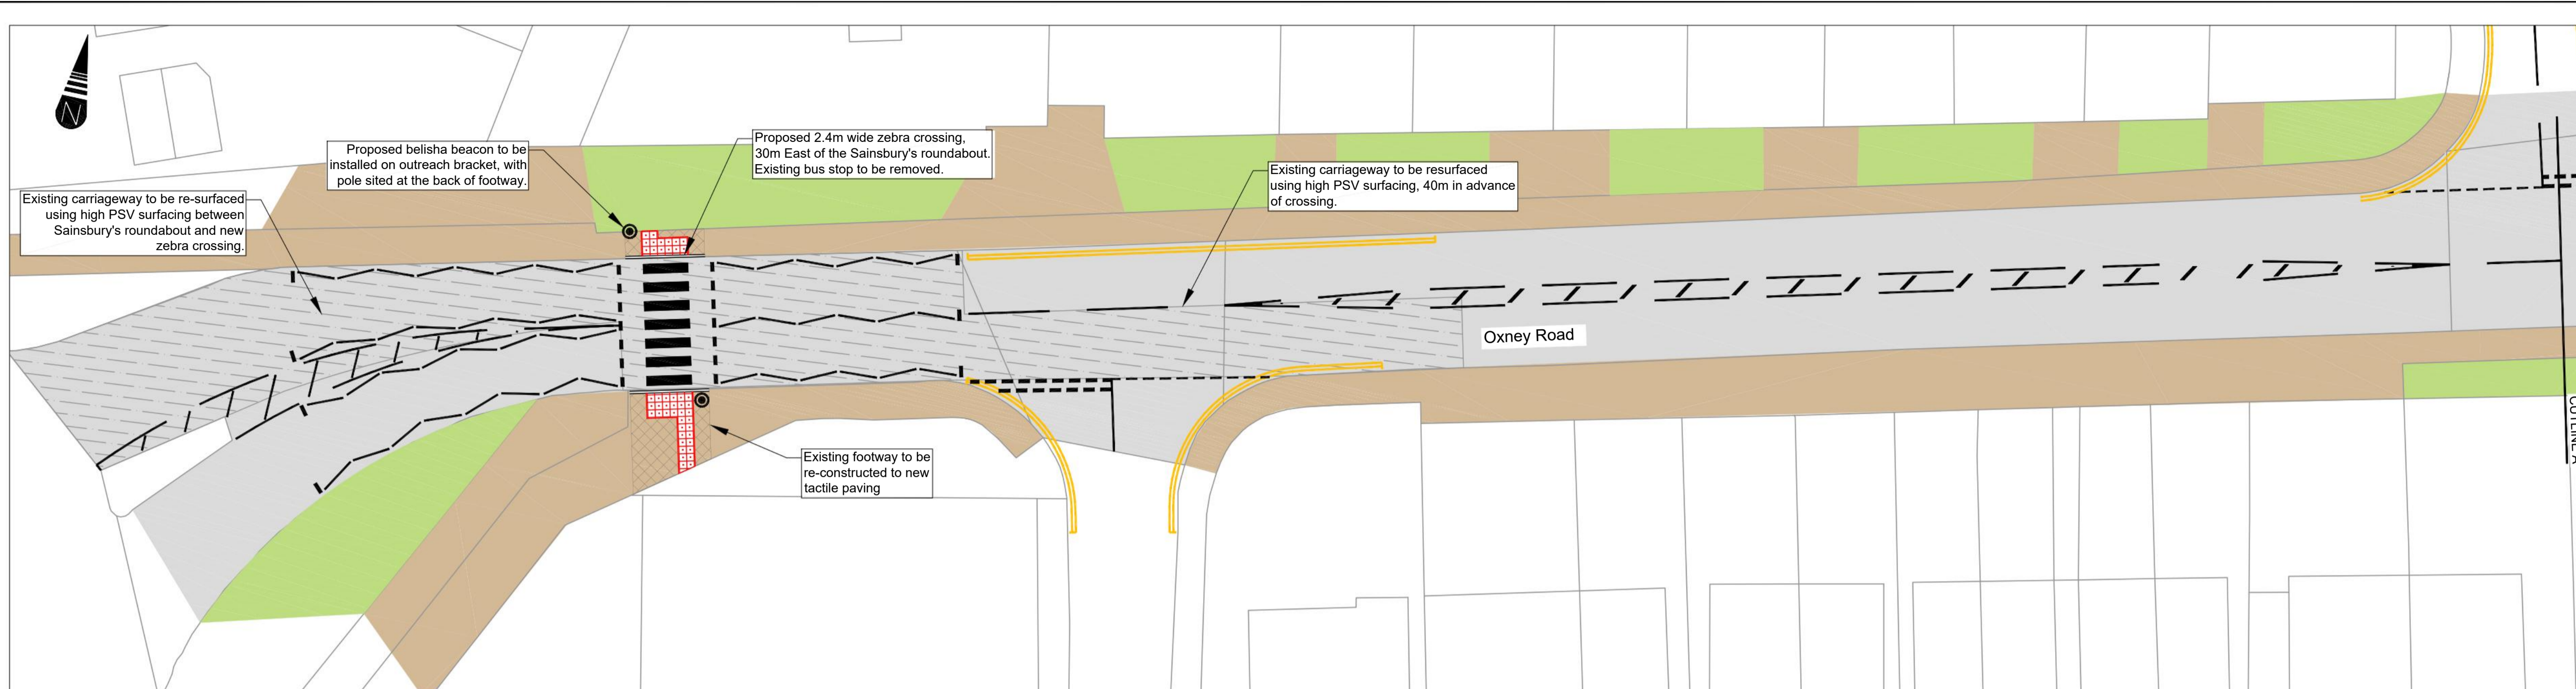 N
Existing carriageway to be re-surfaced
using high PSV surfacing between
Sainsbury's roundabout and new
zebra crossing.
Proposed belisha beacon to be
installed on outreach bracket, with
pole sited at the back of footway.
Proposed 2.4m wide zebra crossing,
30m East of the Sainsbury's roundabout.
Existing bus stop to be removed.
Existing carriageway to be resurfaced
using high PSV surfacing, 40m in advance
of crossing.
Oxney Road
Existing footway to be
re-constructed to new
tactile paving